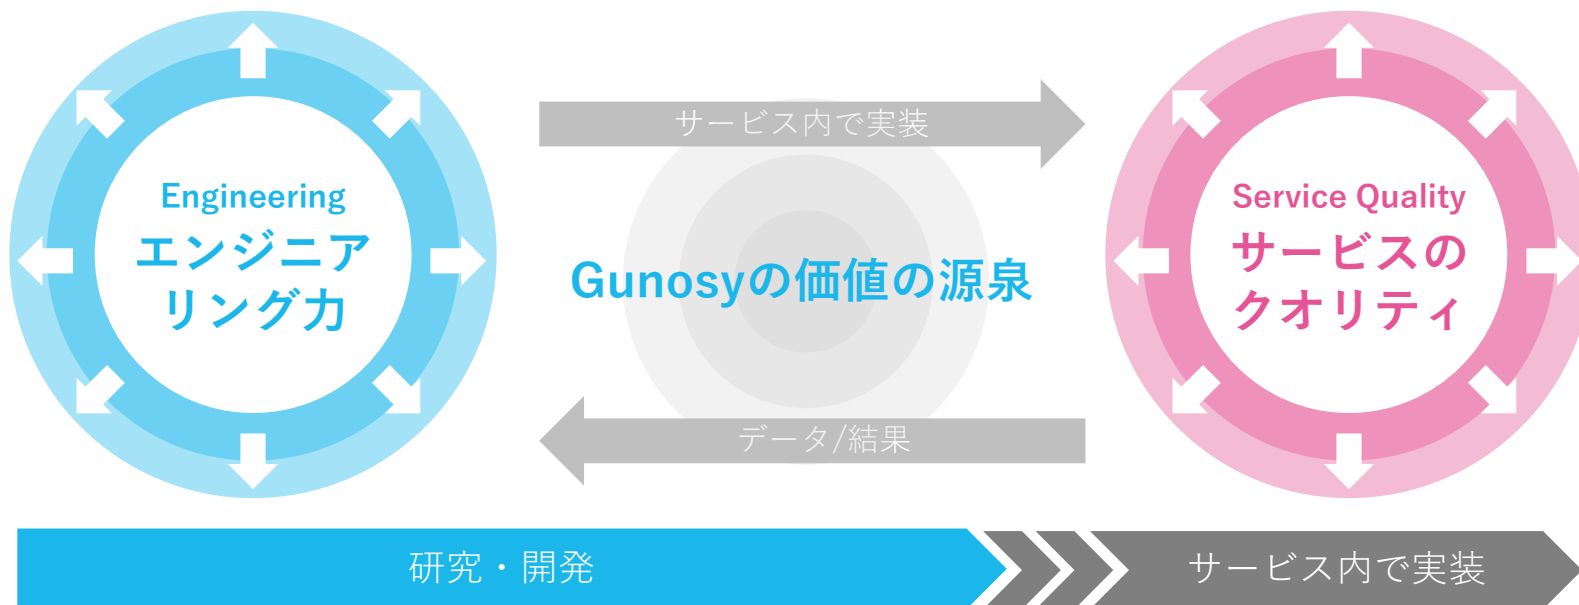 Engineering
エンジニア
リング力
サービス内で実装
Gunosyの価値の源泉
データ/結果
Service Quality
サービスの
クオリティ
研究・開発
サービス内で実装